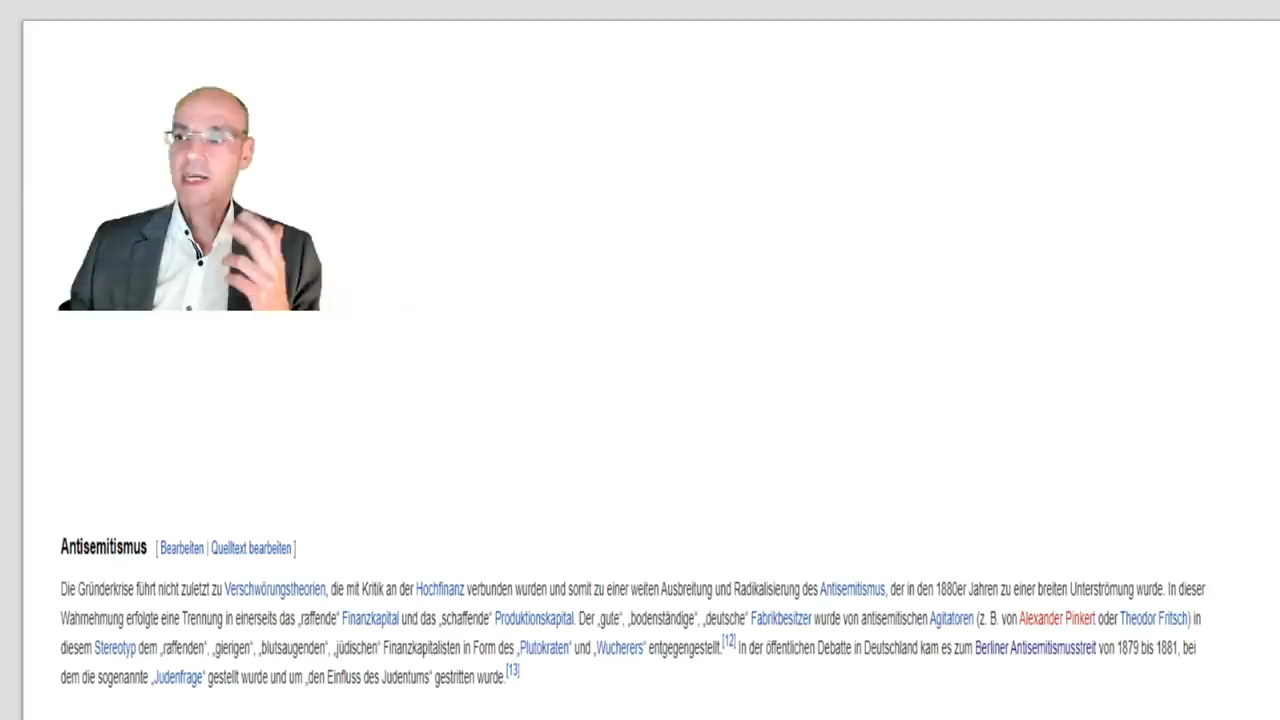 Antisemitismus [ Bearbeiten | Quelltext bearbeiten ]
Die Gründerkrise führt nicht zuletzt zu Verschwörungstheorien, die mit Kritik an der Hochfinanz verbunden wurden und somit zu einer weiten Ausbreitung und Radikalisierung des Antisemitismus, der in den 1880er Jahren zu einer breiten Unterströmung wurde. In dieser
Wahrnehmung erfolgte eine Trennung in einerseits das „raffende“ Finanzkapital und das „schaffende“ Produktionskapital. Der „gute“, „bodenständige“, „deutsche“ Fabrikbesitzer wurde von antisemitischen Agitatoren (z. B. von Alexander Pinkert oder Theodor Fritsch) in
diesem Stereotyp dem „raffenden“, „gierigen“, „blutsaugenden“, „jüdischen“ Finanzkapitalisten in Form des „Plutokraten“ und „Wucherers“ entgegengestellt.[12] In der öffentlichen Debatte in Deutschland kam es zum Berliner Antisemitismusstreit von 1879 bis 1881, bei
dem die sogenannte „Judenfrage“ gestellt wurde und um „den Einfluss des Judentums“ gestritten wurde.[13]